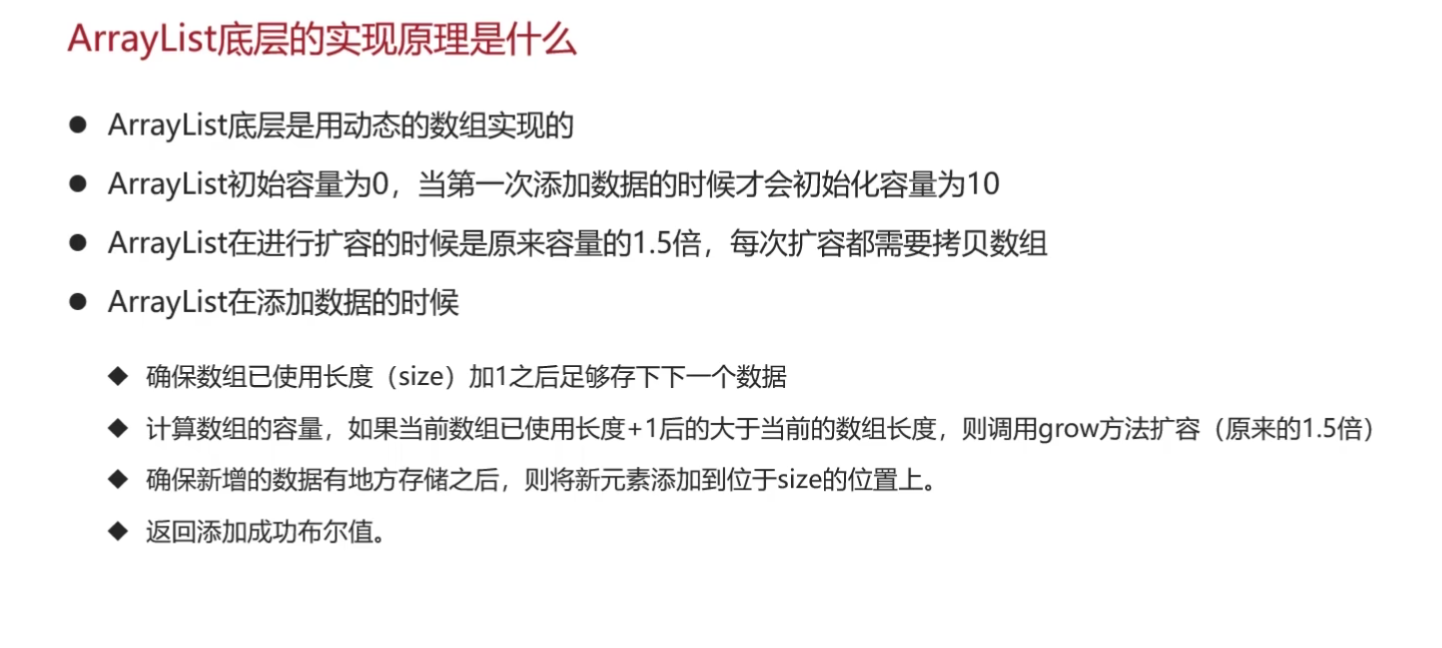 ArrayList底层的实现原理是什么
● ArrayList底层是用动态的数组实现的
● ArrayList初始容量为0，当第一次添加数据的时候才会初始化容量为10
● ArrayList在进行扩容的时候是原来容量的1.5倍，每次扩容都需要拷贝数组
● ArrayList在添加数据的时候
◆ 确保数组已使用长度（size）加1之后足够存下下一个数据
◆ 计算数组的容量，如果当前数组已使用长度+1后的大于当前的数组长度，则调用grow方法扩容（原来的1.5倍）
◆ 确保新增的数据有地方存储之后，则将新元素添加到位于size的位置上。
◆ 返回添加成功布尔值。